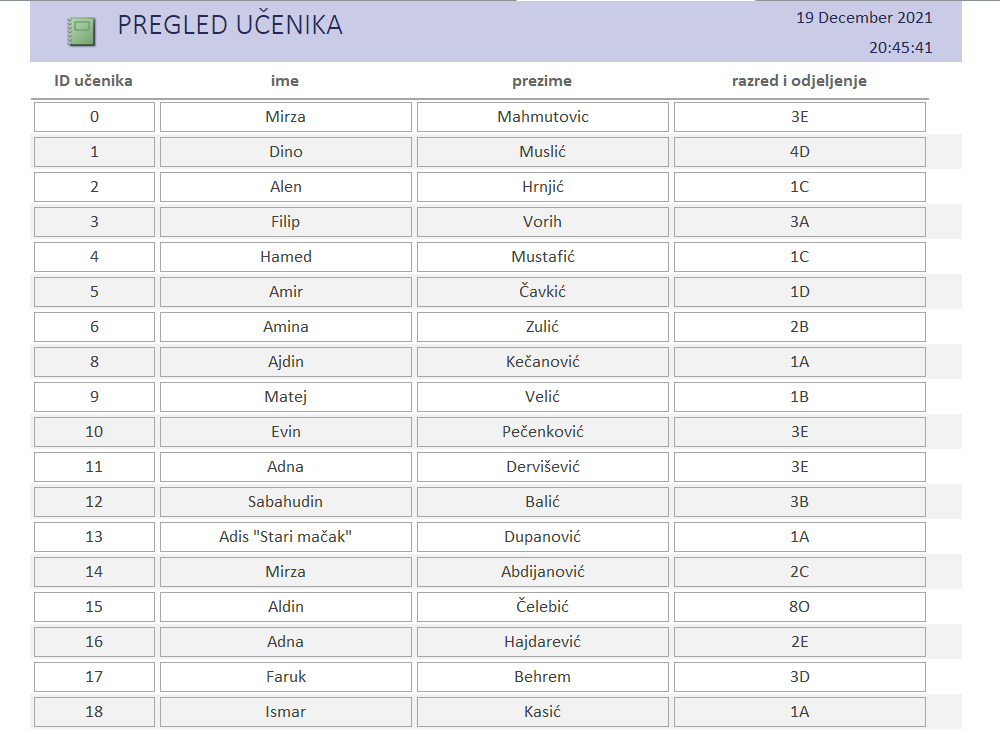 PREGLED UČENIKA
19 December 2021
20:45:41
ID učenika ime prezime razred i odjeljenje
0 Mirza Mahmutovic 3E
1 Dino Muslić 4D
2 Alen Hrnjić 1C
3 Filip Vorih 3A
4 Hamed Mustafić 1C
5 Amir Čavkić 1D
6 Amina Zulić 2B
8 Ajdin Kečanović 1A
9 Matej Velić 1B
10 Evin Pečenković 3E
11 Adna Dervišević 3E
12 Sabahudin Balić 3B
13 Adis "Stari mačak" Dupanović 1A
14 Mirza Abdijanović 2C
15 Aldin Čelebić 8O
16 Adna Hajdarević 2E
17 Faruk Behrem 3D
18 Ismar Kasić 1A